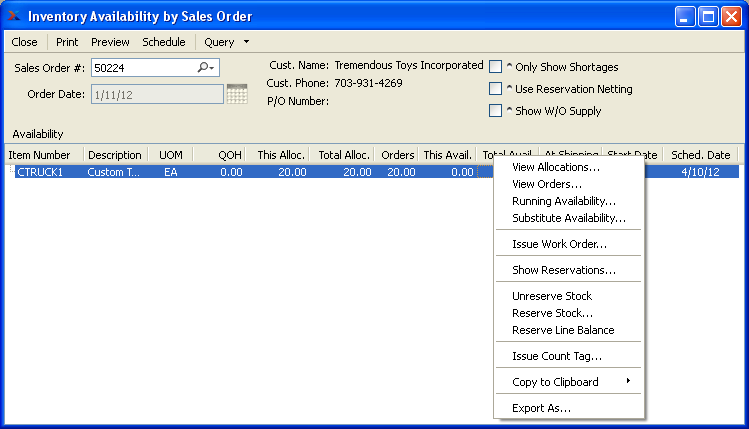 Inventory Availability by Sales Order
Close Print Preview Schedule Query
Sales Order #: 50224
Order Date: 1/11/12
Cust. Name: Tremendous Toys Incorporated
Cust. Phone: 703-931-4269
P/O Number:
^ Only Show Shortages
^ Use Reservation Netting
^ Show W/O Supply
Availability
Item Number Description UOM QOH This Alloc. Total Alloc. Orders This Avail. Total Avail. At Shipping Start Date Sched. Date
CTRUCK1 Custom T... EA 0.00 20.00 20.00 20.00 0.00 4/10/12
View Allocations...
View Orders...
Running Availability...
Substitute Availability...
Issue Work Order...
Show Reservations...
Unreserve Stock
Reserve Stock...
Reserve Line Balance
Issue Count Tag...
Copy to Clipboard
Export As...